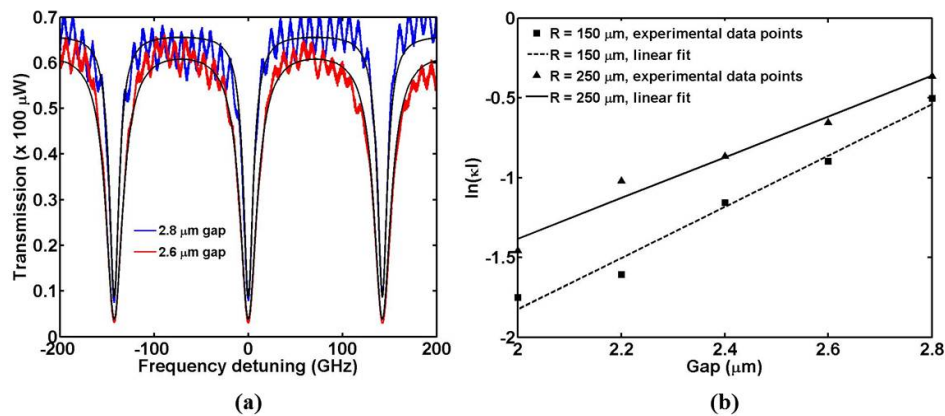 0.7
0.6
0.5
0.4
0.3
0.2
0.1
0
-200
-100
0
100
200
Transmission (x 100 μW)
Frequency detuning (GHz)
2.8 μm gap
2.6 μm gap
(a)
0
-0.5
-1
-1.5
-2
2
2.2
2.4
2.6
2.8
ln(κl)
Gap (μm)
R = 150 μm, experimental data points
R = 150 μm, linear fit
R = 250 μm, experimental data points
R = 250 μm, linear fit
(b)